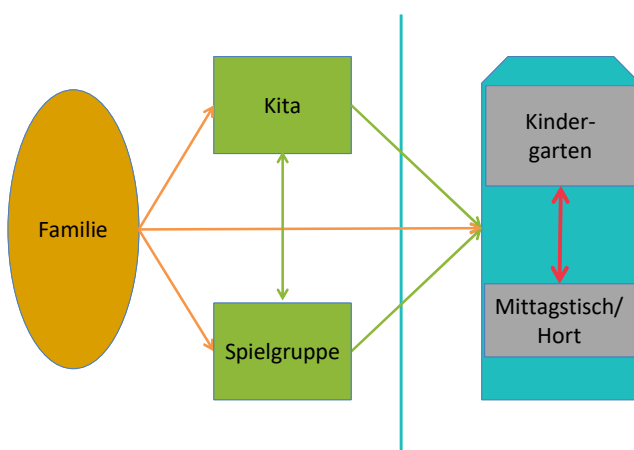 Kita
Kinder-
garten
Familie
Mittagstisch/
Hort
Spielgruppe